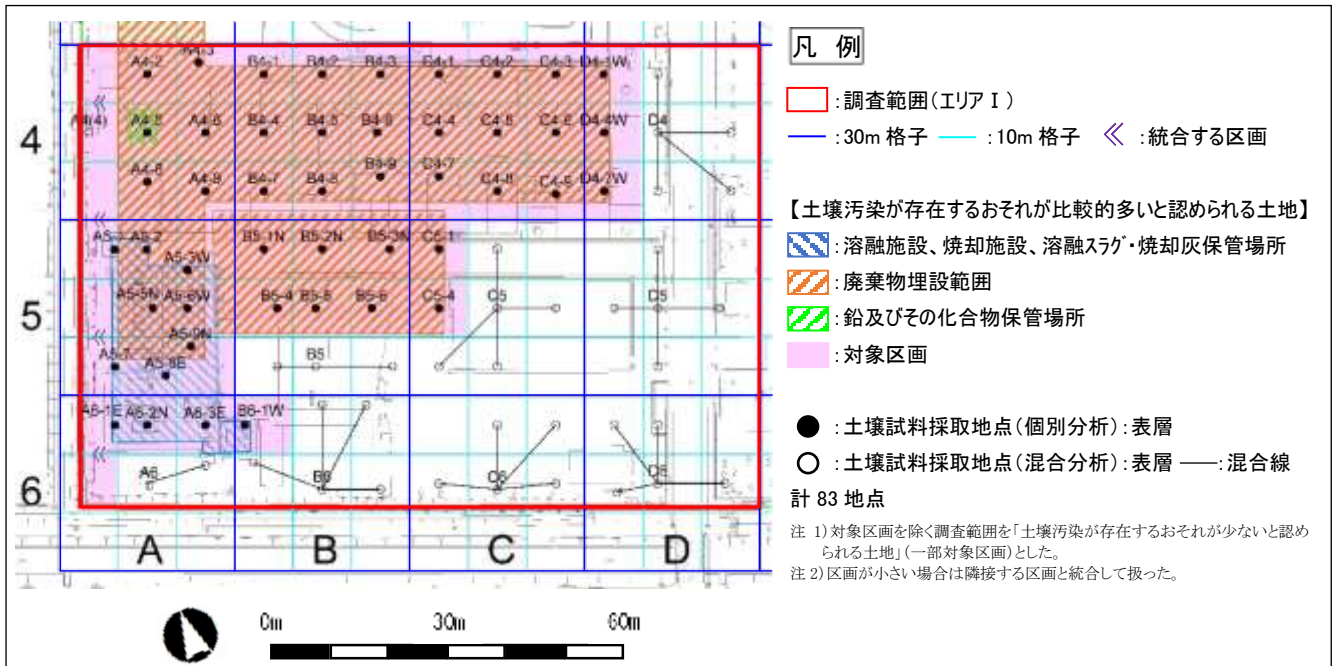 凡 例
:調査範囲(エリアⅠ)
:30m 格子 :10m 格子 :統合する区画
【土壌汚染が存在するおそれが比較的多いと認められる土地】
:溶融施設、焼却施設、溶融スラグ・焼却灰保管場所
:廃棄物埋設範囲
:鉛及びその化合物保管場所
:対象区画
:土壌試料採取地点(個別分析):表層
:土壌試料採取地点(混合分析):表層 :混合線
計 83 地点
注 1)対象区画を除く調査範囲を「土壌汚染が存在するおそれが少ないと認め
られる土地」(一部対象区画)とした。
注 2)区画が小さい場合は隣接する区画と統合して扱った。
A4-2 B4-1 B4-2 B4-3 C4-1 C4-2 C4-3 D4-1W
4 A4(4) A4-5 A4-6 B4-4 B4-5 B4-6 C4-4 C4-5 C4-6 D4-4W D4
A4-9 B4-7 B4-8 B4-9 C4-7 C4-8 D4-7W
A5-2 B5-1N B5-2N B5-3N C5-1
A5-3W
5 A5-5N A5-6W B5-4 B5-5 B5-6 C5-4 C5 D5
A5-9N
A5-7 A5-8E B5
A6-1E A6-2N A6-3E B6-1W
6 A6 B6 C6 D6
A B C D
0m 30m 60m